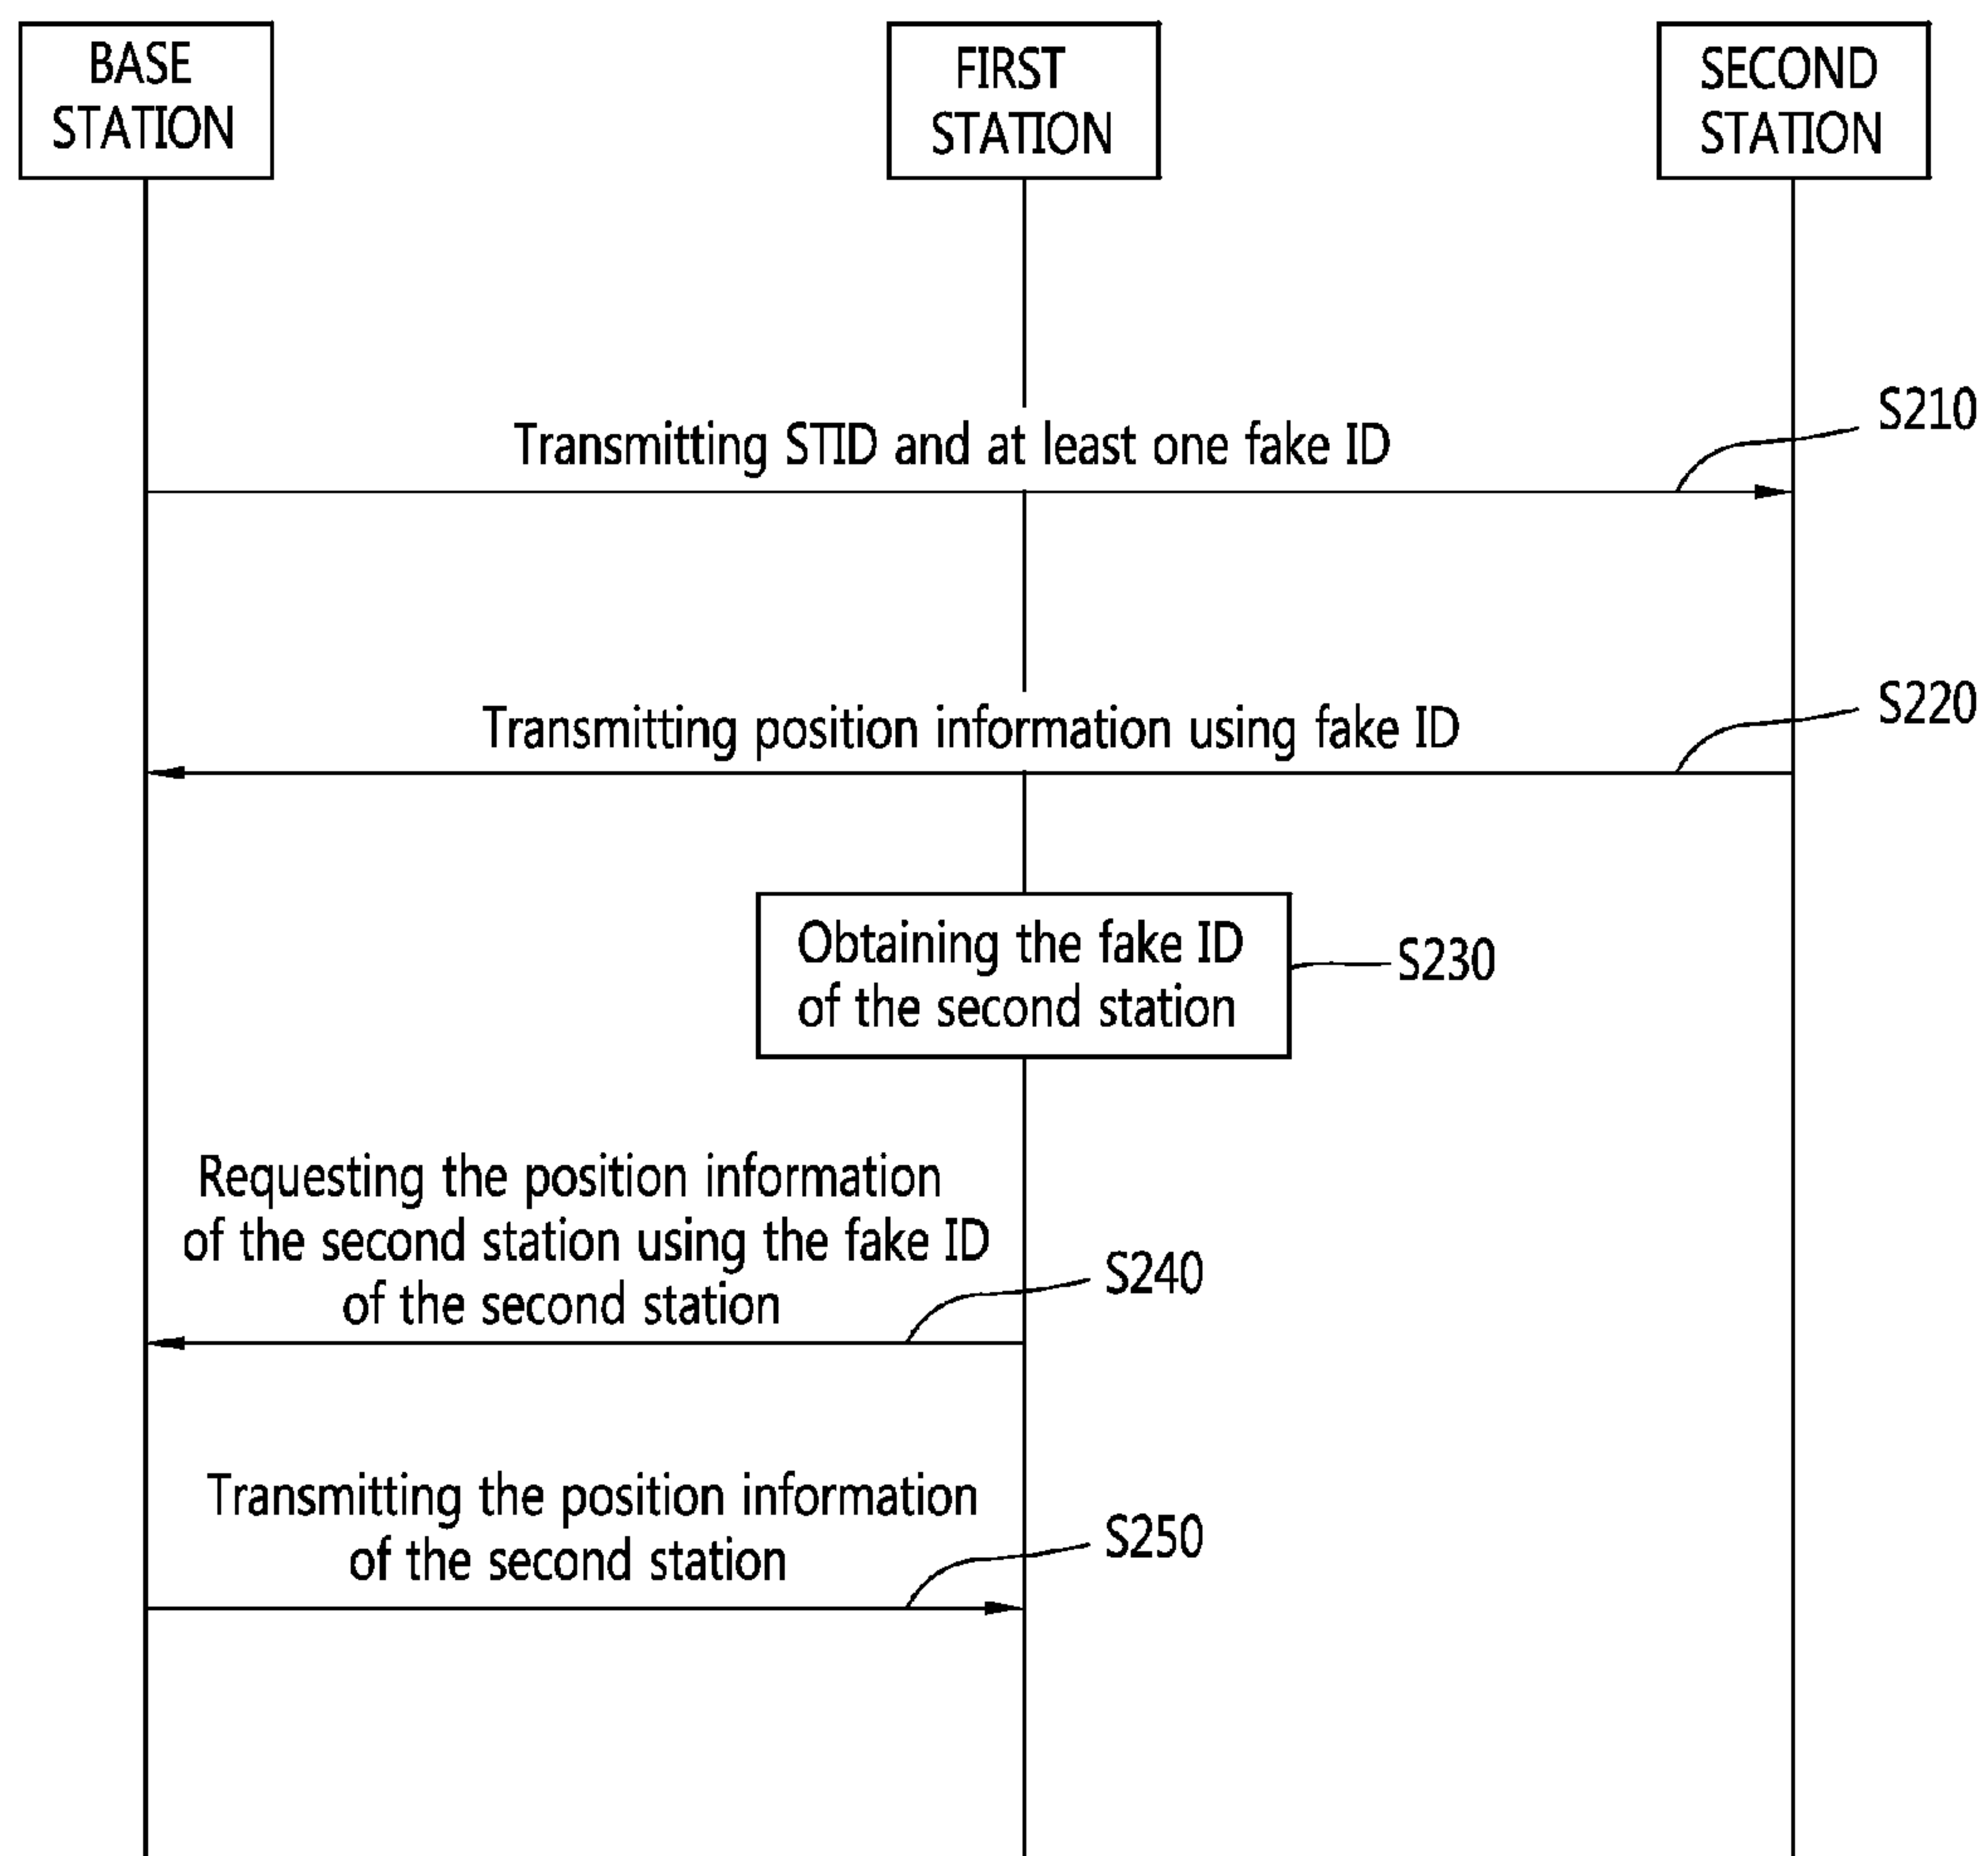 BASE
STATION
FIRST
STATION
SECOND
STATION
S210
Transmitting STID and at least one fake ID
S220
Transmitting position information using fake ID
Obtaining the fake ID
of the second station
S230
Requesting the position information
of the second station using the fake ID
of the second station
S240
Transmitting the position information
of the second station
S250